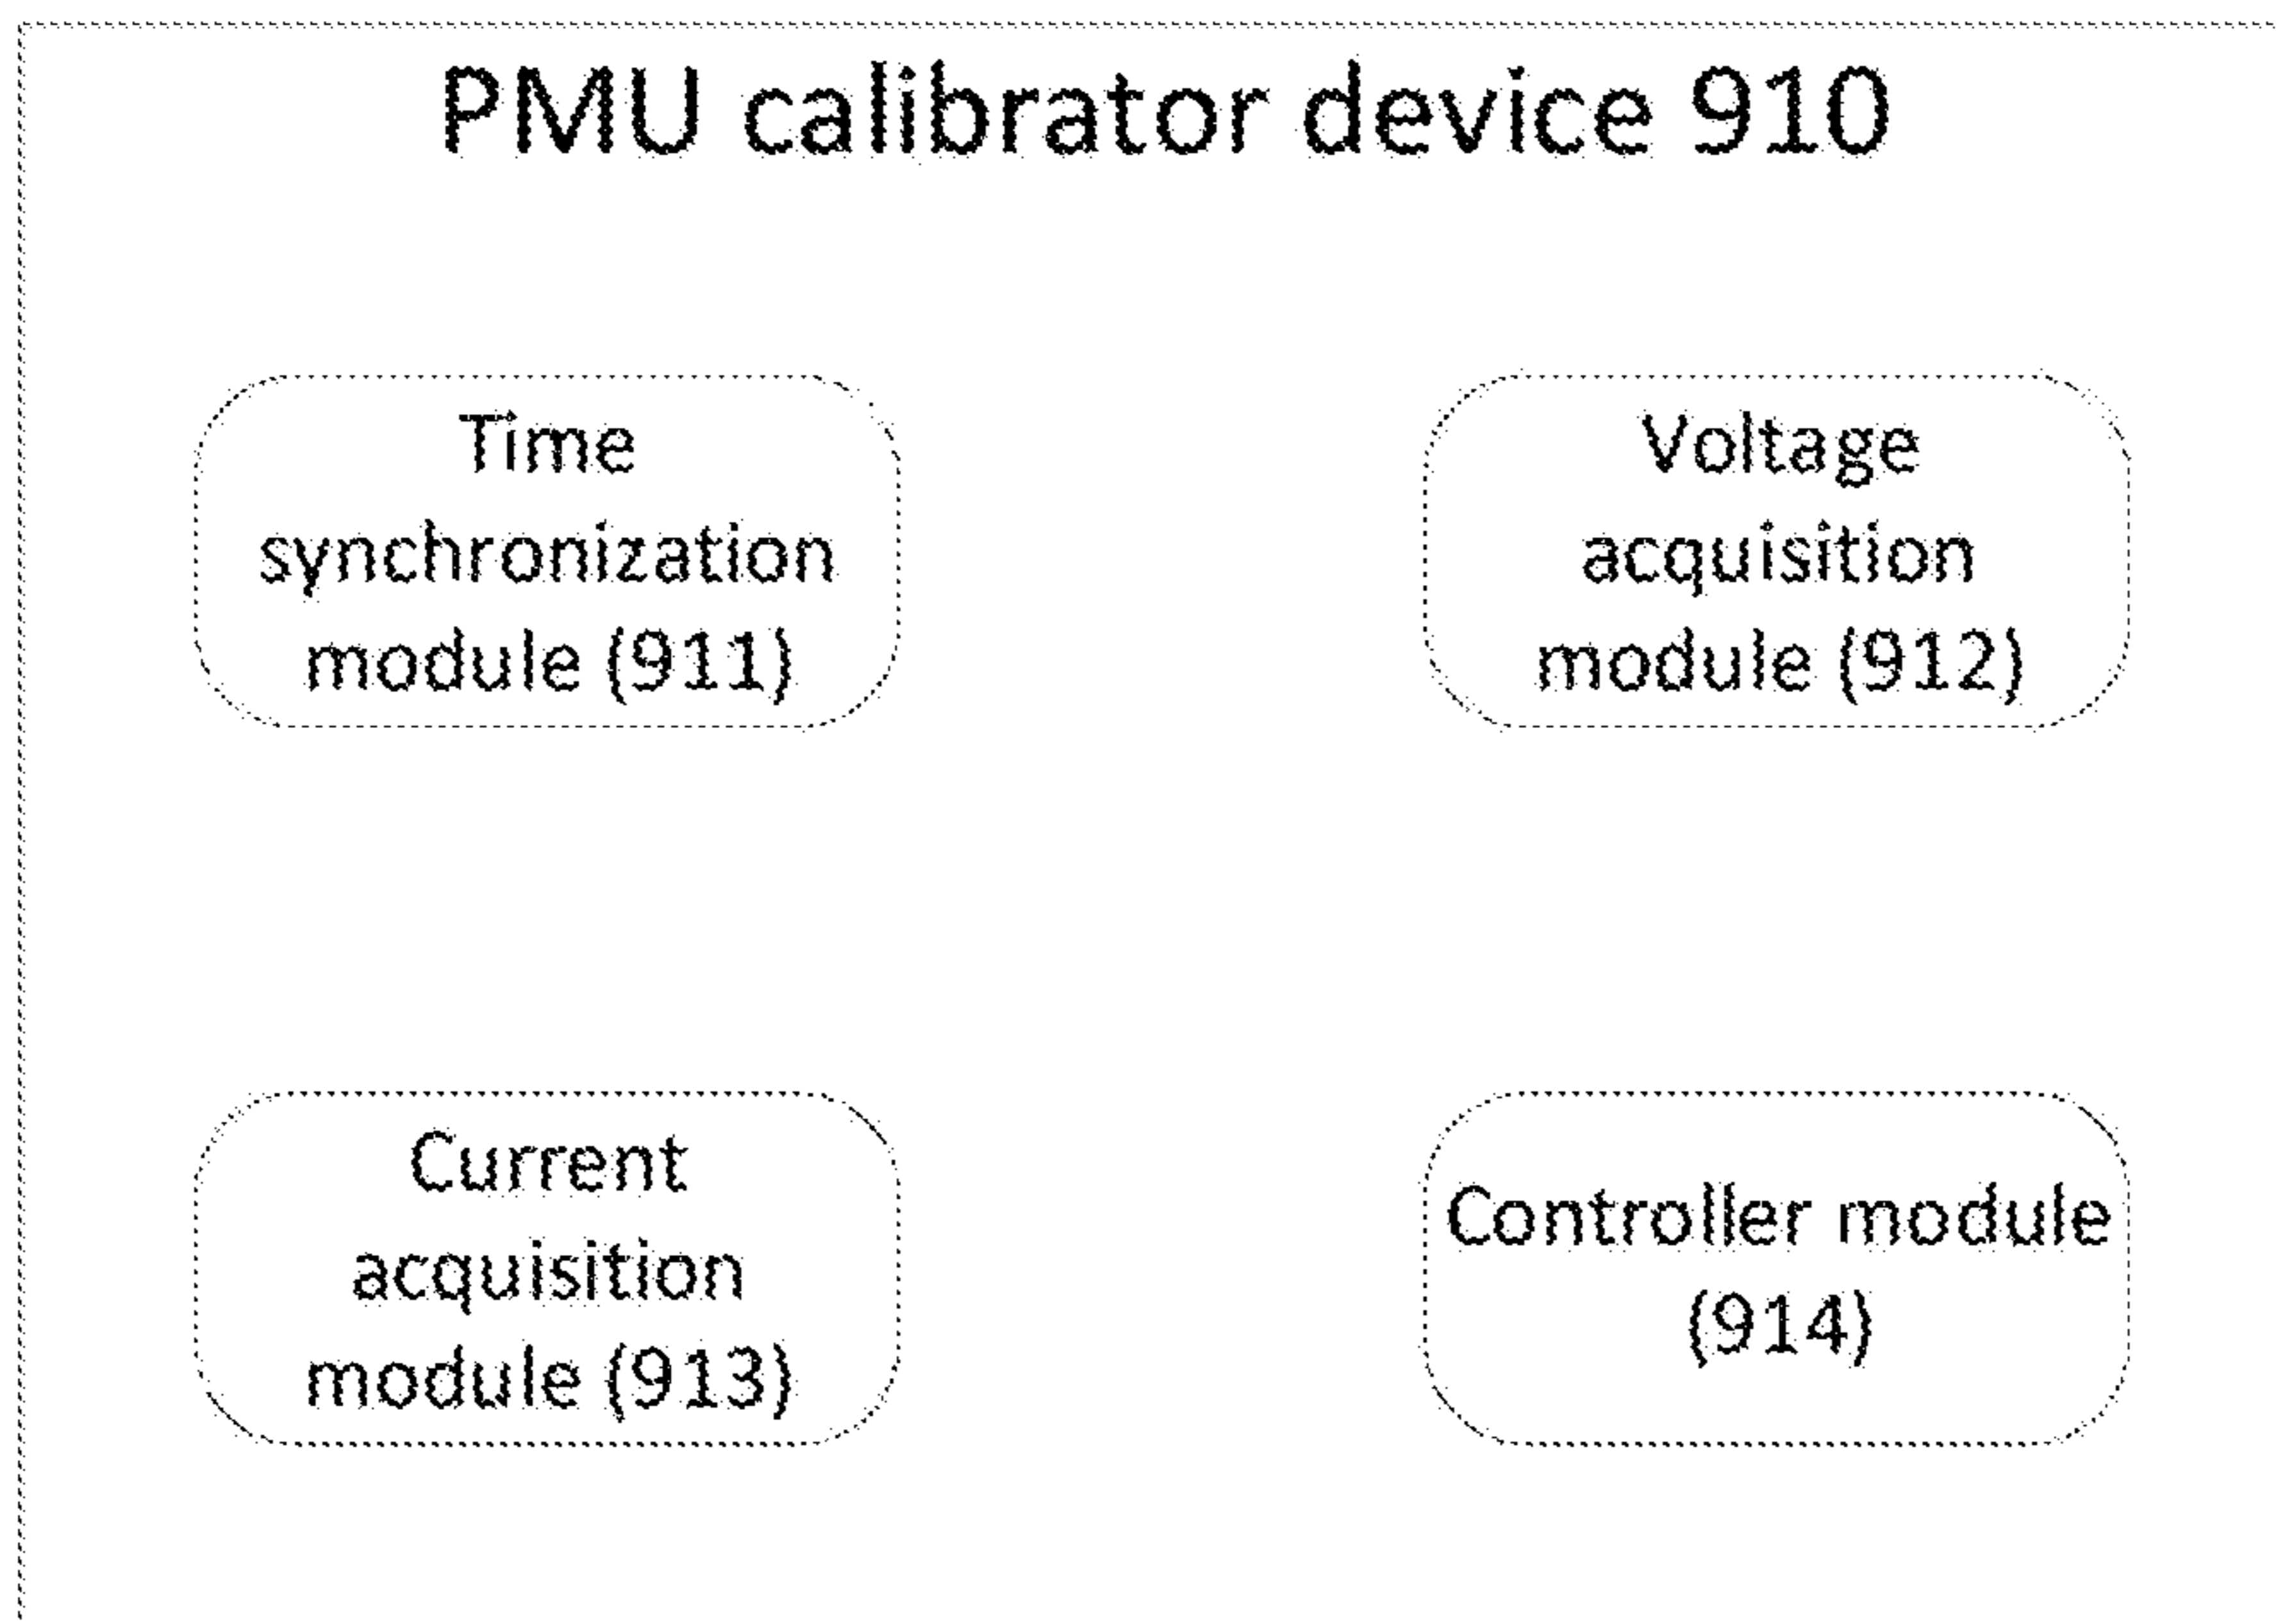 PMU calibrator device 910
Time
synchronization
module (911)
Voltage
acquisition
module (912)
Current
acquisition
module (913)
Controller module
(914)